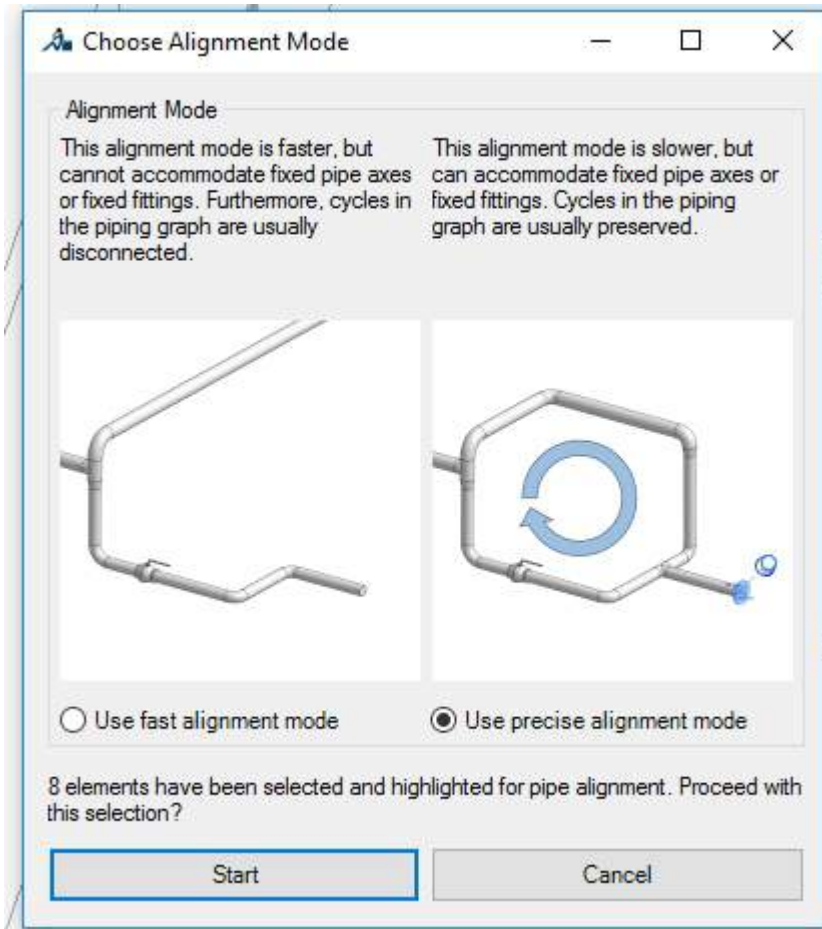 Choose Alignment Mode
Alignment Mode
This alignment mode is faster, but
cannot accommodate fixed pipe axes
or fixed fittings. Furthermore, cycles in
the piping graph are usually
disconnected.
This alignment mode is slower, but
can accommodate fixed pipe axes or
fixed fittings. Cycles in the piping
graph are usually preserved.
Use fast alignment mode
Use precise alignment mode
8 elements have been selected and highlighted for pipe alignment. Proceed with
this selection?
Start
Cancel